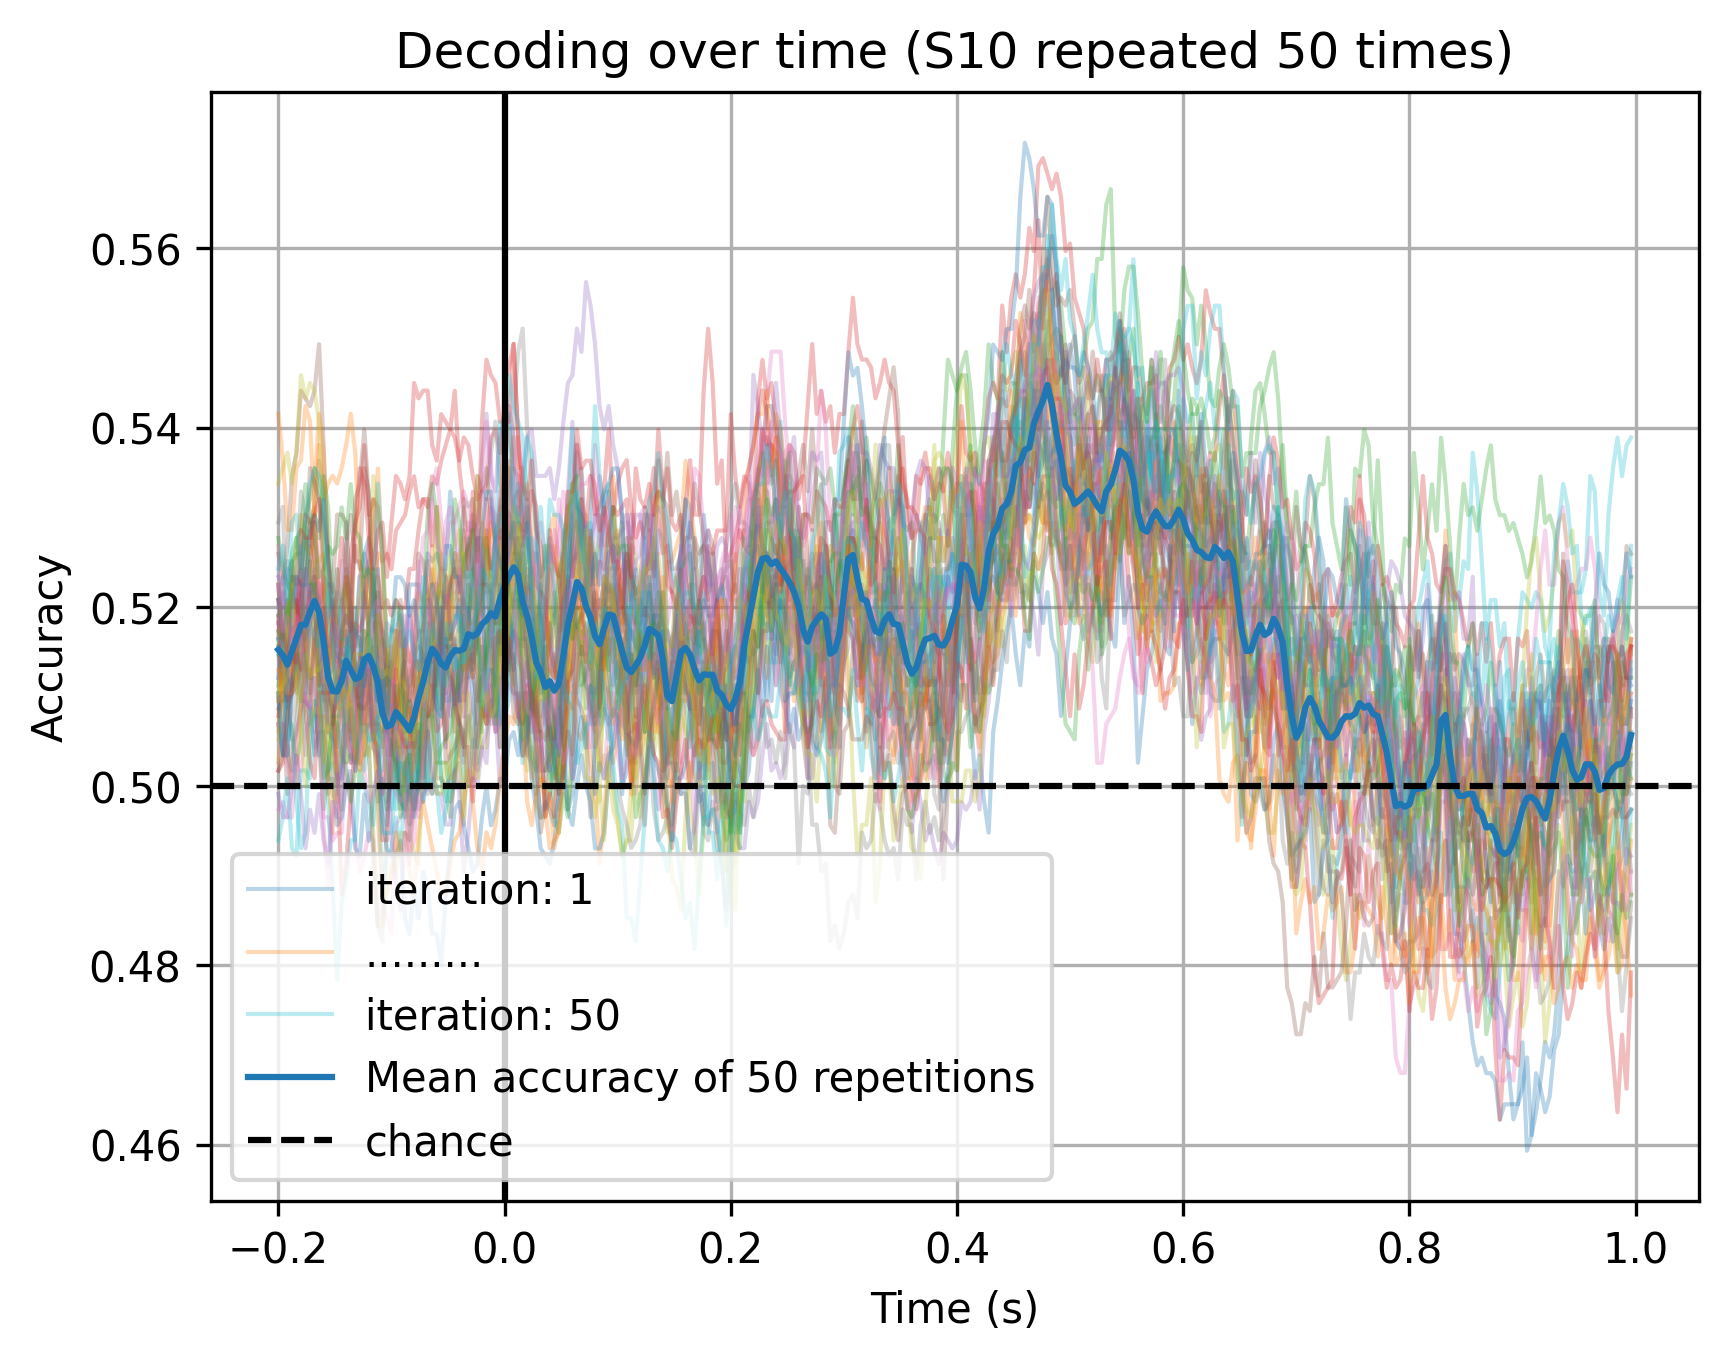 Decoding over time (S10 repeated 50 times)
Accuracy
0.56
0.54
0.52
0.50
0.48
0.46
iteration: 1
.........
iteration: 50
Mean accuracy of 50 repetitions
chance
−0.2 0.0 0.2 0.4 0.6 0.8 1.0
Time (s)